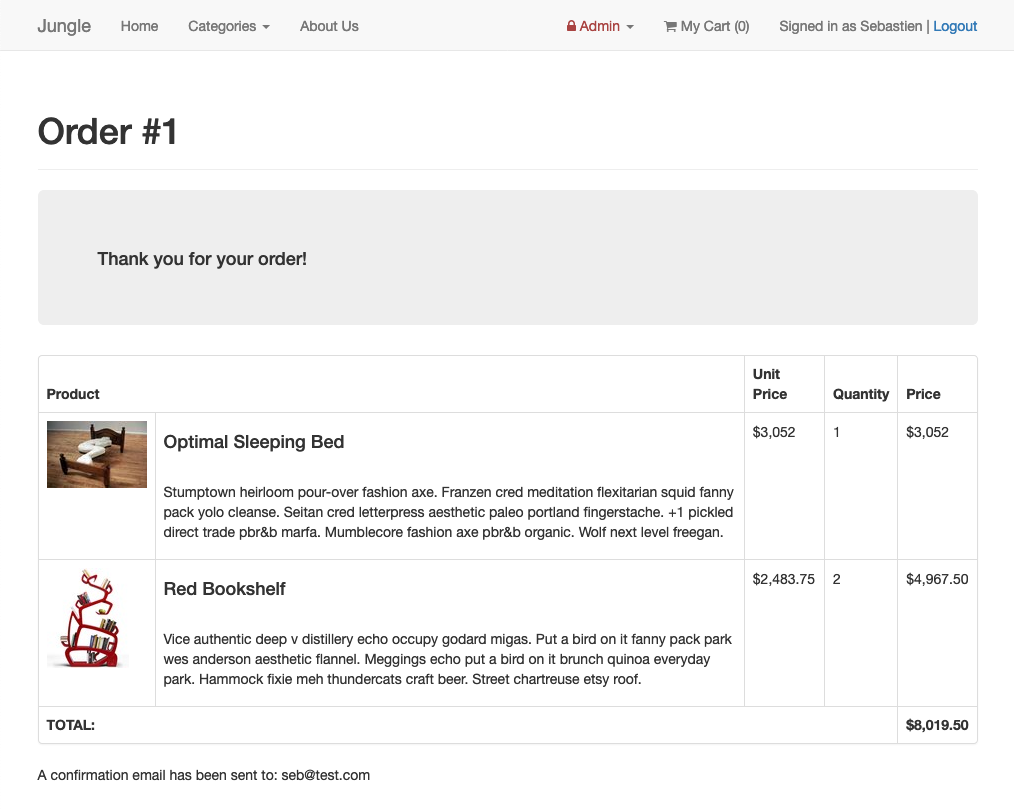 Jungle Home Categories About Us Admin My Cart (0) Signed in as Sebastien | Logout
Order #1
Thank you for your order!
Product Unit Price Quantity Price
Optimal Sleeping Bed $3,052 1 $3,052
Stumptown heirloom pour-over fashion axe. Franzen cred meditation flexitarian squid fanny
pack yolo cleanse. Seitan cred letterpress aesthetic paleo portland fingerstache. +1 pickled
direct trade pbr&b marfa. Mumblecore fashion axe pbr&b organic. Wolf next level freegan.
Red Bookshelf $2,483.75 2 $4,967.50
Vice authentic deep v distillery echo occupy godard migas. Put a bird on it fanny pack park
wes anderson aesthetic flannel. Meggings echo put a bird on it brunch quinoa everyday
park. Hammock fixie meh thundercats craft beer. Street chartreuse etsy roof.
TOTAL: $8,019.50
A confirmation email has been sent to: seb@test.com